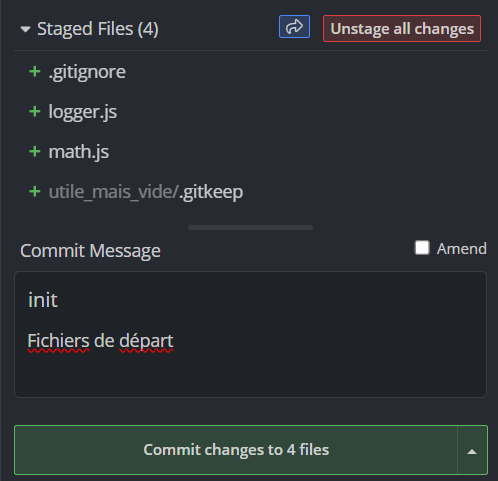 Staged Files (4)
Unstage all changes
.gitignore
logger.js
math.js
utile_mais_vide/.gitkeep
Commit Message
Amend
init
Fichiers de départ
Commit changes to 4 files